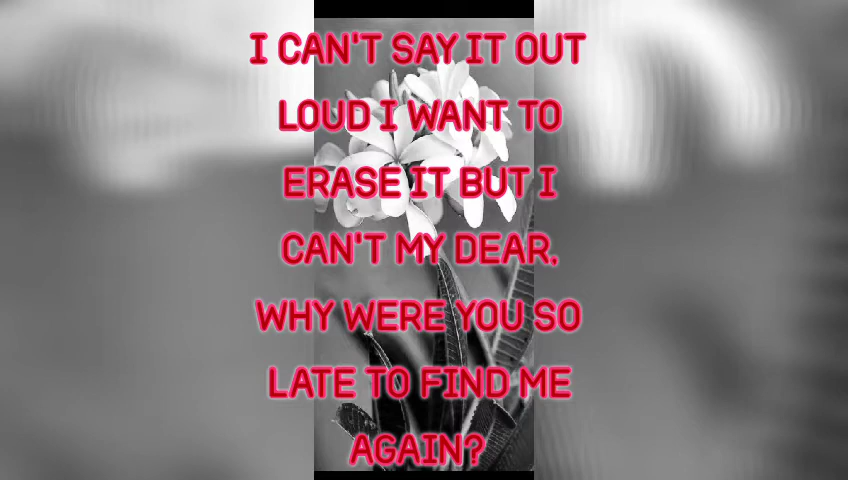 I CAN'T SAY IT OUT
LOUD I WANT TO
ERASE IT BUT I
CAN'T MY DEAR,
WHY WERE YOU SO
LATE TO FIND ME
AGAIN?